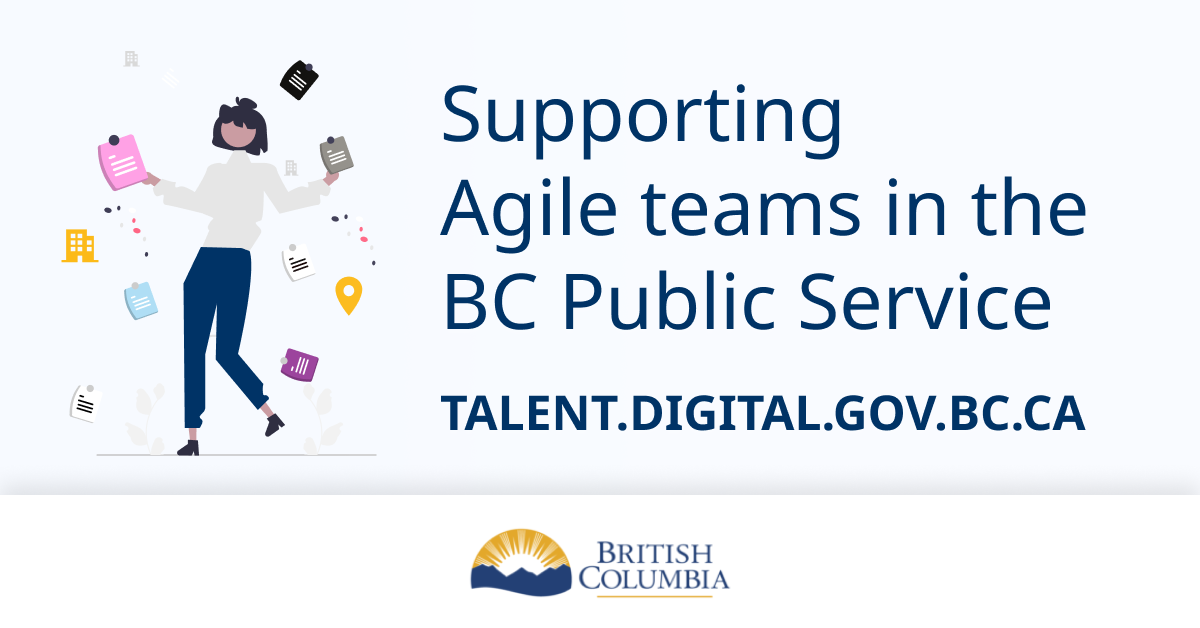 Supporting
Agile teams in the
BC Public Service
TALENT.DIGITAL.GOV.BC.CA
BRITISH
COLUMBIA